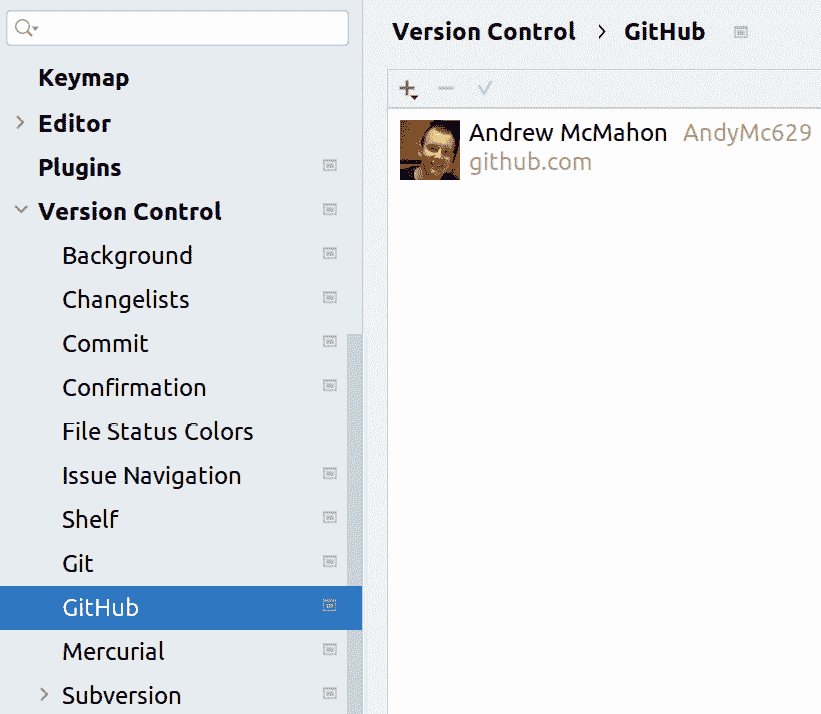 Keymap
Editor
Plugins
Version Control
Background
Changelists
Commit
Confirmation
File Status Colors
Issue Navigation
Shelf
Git
GitHub
Mercurial
Subversion
Version Control > GitHub
Andrew McMahon AndyMc629
github.com